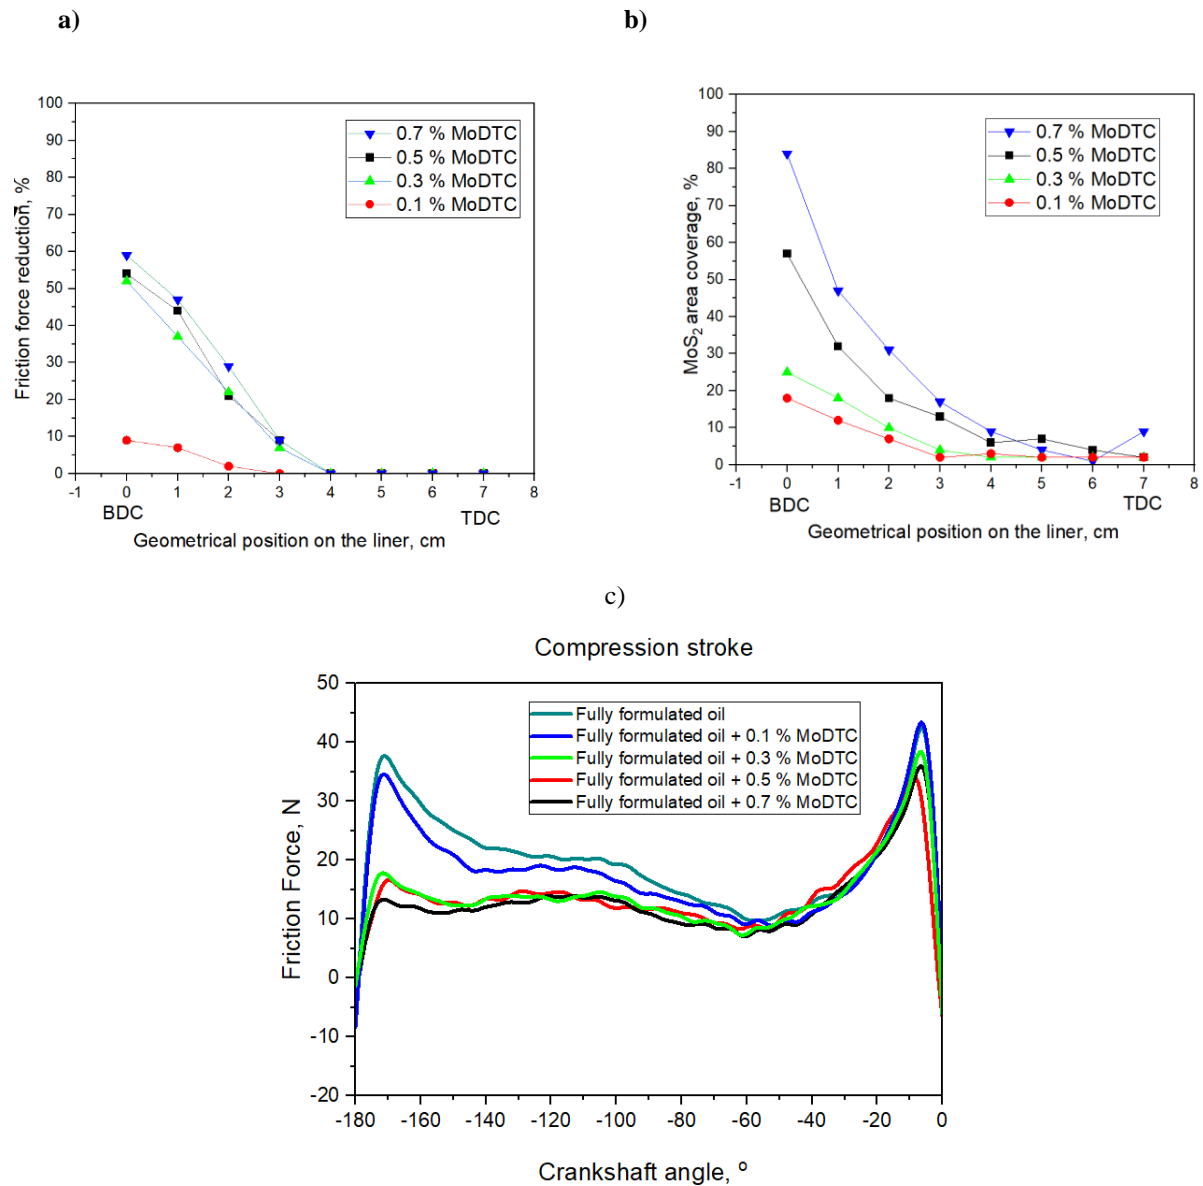 a)
100
90
80
70
60
50
40
30
20
10
0
Friction force reduction, %
0.7 % MoDTC
0.5 % MoDTC
0.3 % MoDTC
0.1 % MoDTC
-1 0 1 2 3 4 5 6 7 8
BDC TDC
Geometrical position on the liner, cm
b)
100
90
80
70
60
50
40
30
20
10
0
MoS2 area coverage, %
0.7 % MoDTC
0.5 % MoDTC
0.3 % MoDTC
0.1 % MoDTC
-1 0 1 2 3 4 5 6 7 8
BDC TDC
Geometrical position on the liner, cm
c)
Compression stroke
50
40
30
20
10
0
-10
-20
Friction Force, N
Fully formulated oil
Fully formulated oil + 0.1 % MoDTC
Fully formulated oil + 0.3 % MoDTC
Fully formulated oil + 0.5 % MoDTC
Fully formulated oil + 0.7 % MoDTC
-180 -160 -140 -120 -100 -80 -60 -40 -20 0
Crankshaft angle, º